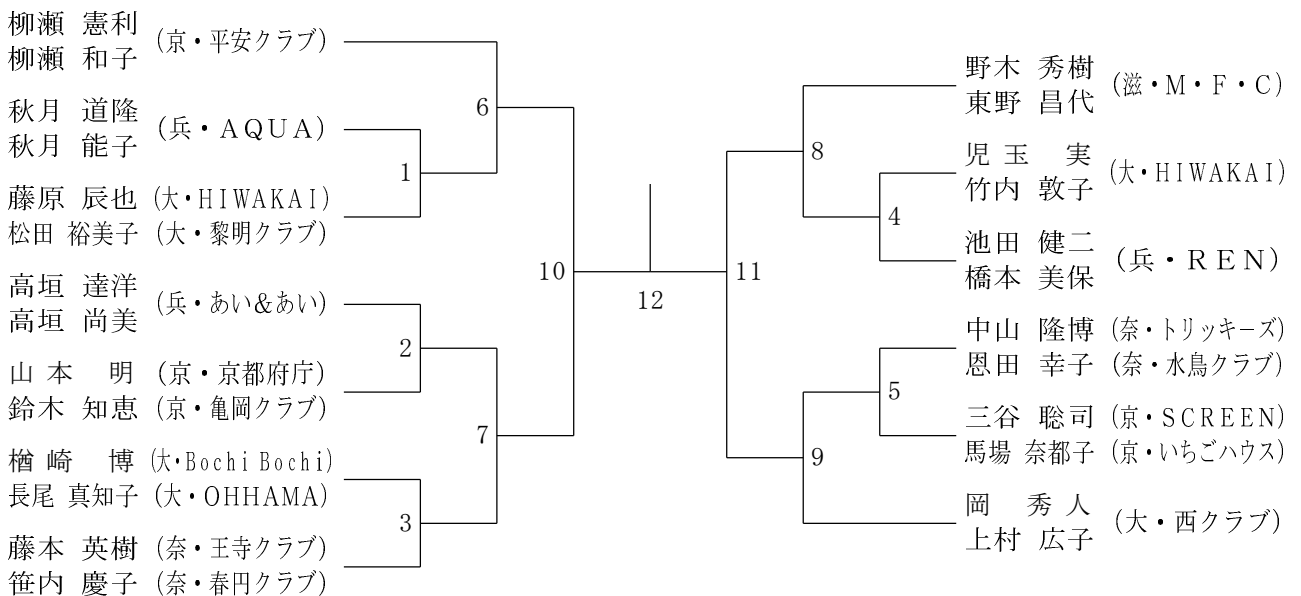 柳瀬 憲利
柳瀬 和子 (京・平安クラブ)
秋月 道隆
秋月 能子 (兵・AQUA)
藤原 辰也 (大・HIWAKAI)
松田 裕美子 (大・黎明クラブ)
高垣 達洋
高垣 尚美 (兵・あい&あい)
山本 明 (京・京都府庁)
鈴木 知恵 (京・亀岡クラブ)
楢崎 博 (大・Bochi Bochi)
長尾 真知子 (大・OHHAMA)
藤本 英樹 (奈・王寺クラブ)
笹内 慶子 (奈・春円クラブ)
1
2
3
6
7
10
12
11
8
9
4
5
野木 秀樹
東野 昌代 (滋・M・F・C)
児玉 実
竹内 敦子 (大・HIWAKAI)
池田 健二
橋本 美保 (兵・REN)
中山 隆博 (奈・トリッキーズ)
恩田 幸子 (奈・水鳥クラブ)
三谷 聡司 (京・SCREEN)
馬場 奈都子 (京・いちごハウス)
岡 秀人
上村 広子 (大・西クラブ)